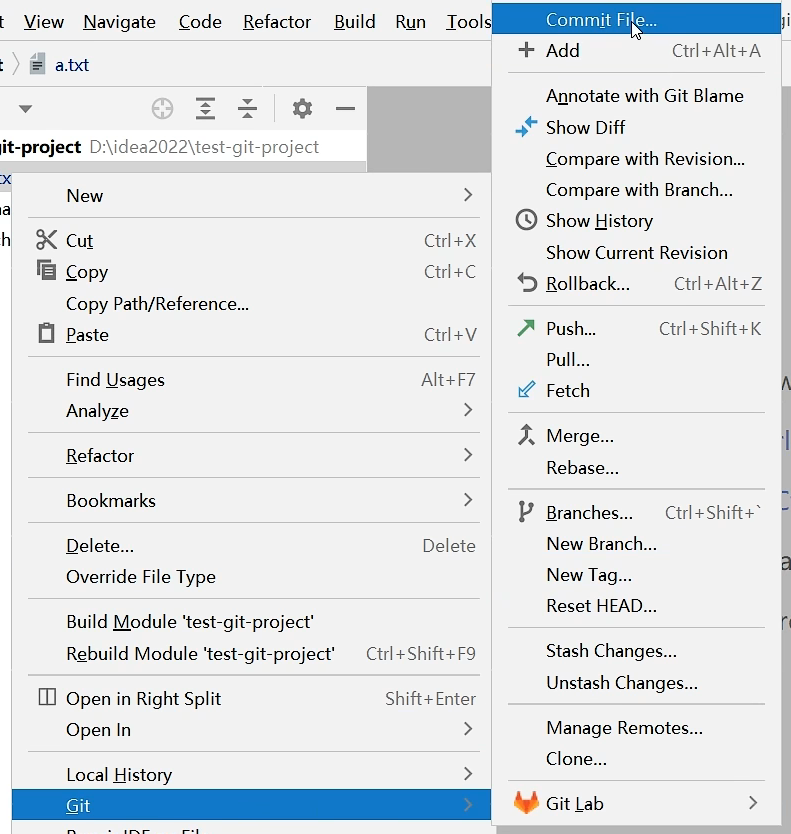 View Navigate Code Refactor Build Run Tools
a.txt
git-project D:\idea2022\test-git-project
New
Cut Ctrl+X
Copy Ctrl+C
Copy Path/Reference...
Paste Ctrl+V
Find Usages Alt+F7
Analyze
Refactor
Bookmarks
Delete... Delete
Override File Type
Build Module 'test-git-project'
Rebuild Module 'test-git-project' Ctrl+Shift+F9
Open in Right Split Shift+Enter
Open In
Local History
Git
Commit File...
Add Ctrl+Alt+A
Annotate with Git Blame
Show Diff
Compare with Revision...
Compare with Branch...
Show History
Show Current Revision
Rollback... Ctrl+Alt+Z
Push... Ctrl+Shift+K
Pull...
Fetch
Merge...
Rebase...
Branches... Ctrl+Shift+`
New Branch...
New Tag...
Reset HEAD...
Stash Changes...
Unstash Changes...
Manage Remotes...
Clone...
Git Lab